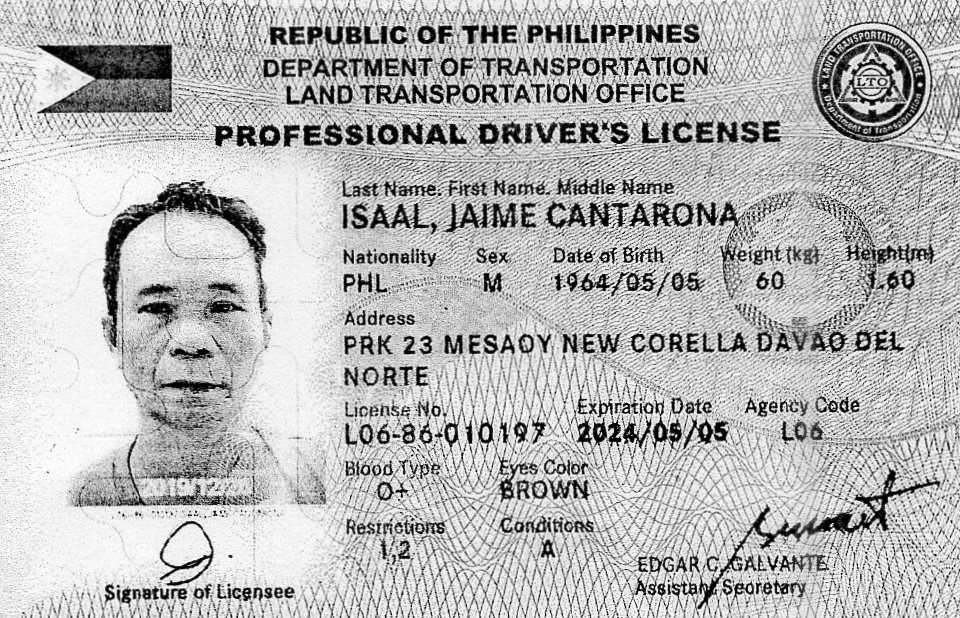 REPUBLIC OF THE PHILIPPINES
DEPARTMENT OF TRANSPORTATION
LAND TRANSPORTATION OFFICE
PROFESSIONAL DRIVER'S LICENSE
LAND TRANSPORTATION OFFICE
LTO
Department of Transportation
Last Name, First Name, Middle Name
ISAAL, JAIME CANTARONA
Nationality Sex Date of Birth Weight (kg) Height(m)
PHL M 1964/05/05 60 1.60
Address
PRK 23 MESAOY NEW CORELLA DAVAO DEL
NORTE
License No. Expiration Date Agency Code
L06-86-010197 2024/05/05 L06
Blood Type Eyes Color
O+ BROWN
Restrictions Conditions
1,2 A
EDGAR C. GALVANTE
Assistant Secretary
Signature of Licensee